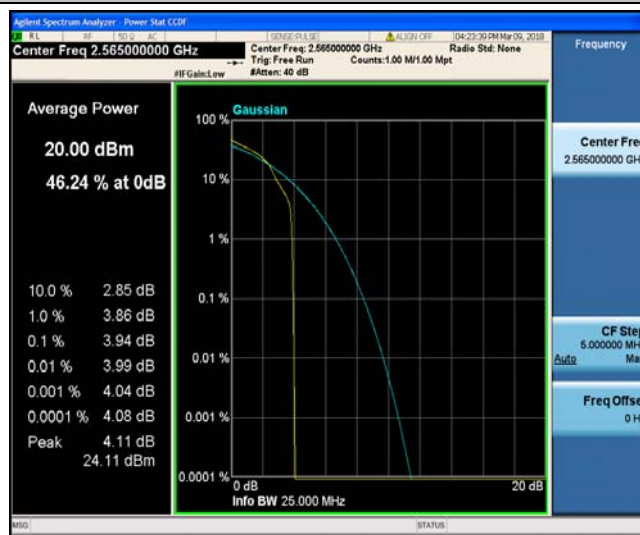 Agilent Spectrum Analyzer - Power Stat CCDF
RL RF 50 Ω AC SENSE:PULSE ALIGN OFF 04:23:39 PM Mar 09, 2018
Center Freq 2.565000000 GHz
Center Freq: 2.565000000 GHz Radio Std: None
Trig: Free Run Counts:1.00 M/1.00 Mpt
#IFGain:Low #Atten: 40 dB
Frequency
Average Power
20.00 dBm
46.24 % at 0dB
10.0 % 2.85 dB
1.0 % 3.86 dB
0.1 % 3.94 dB
0.01 % 3.99 dB
0.001 % 4.04 dB
0.0001 % 4.08 dB
Peak 4.11 dB
24.11 dBm
Gaussian
100 %
10 %
1 %
0.1 %
0.01 %
0.001 %
0.0001 %
0 dB 20 dB
Info BW 25.000 MHz
Center Fre
2.565000000 GH
CF Step
5.000000 MH
Auto Ma
Freq Offse
0 H
MSG STATUS